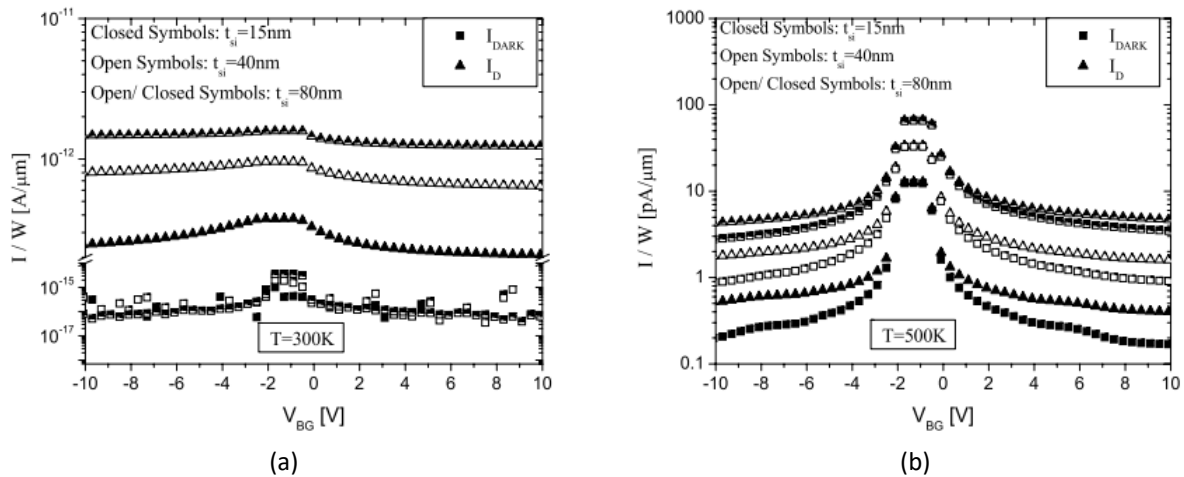 10⁻¹¹
Closed Symbols: t_si=15nm
Open Symbols: t_si=40nm
Open/ Closed Symbols: t_si=80nm
I_DARK
I_D
10⁻¹²
10⁻¹⁵
10⁻¹⁷
I / W [A/μm]
T=300K
-10 -8 -6 -4 -2 0 2 4 6 8 10
V_BG [V]
(a)
1000
Closed Symbols: t_si=15nm
Open Symbols: t_si=40nm
Open/ Closed Symbols: t_si=80nm
I_DARK
I_D
100
10
1
0.1
I / W [pA/μm]
T=500K
-10 -8 -6 -4 -2 0 2 4 6 8 10
V_BG [V]
(b)